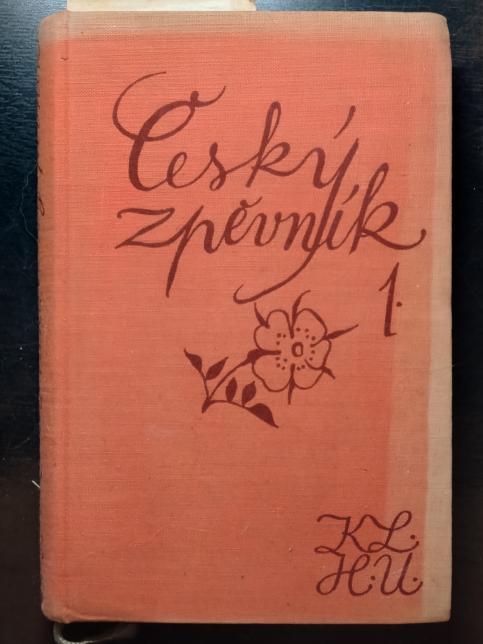 Český
zpěvník
1.
KL.
H.U.